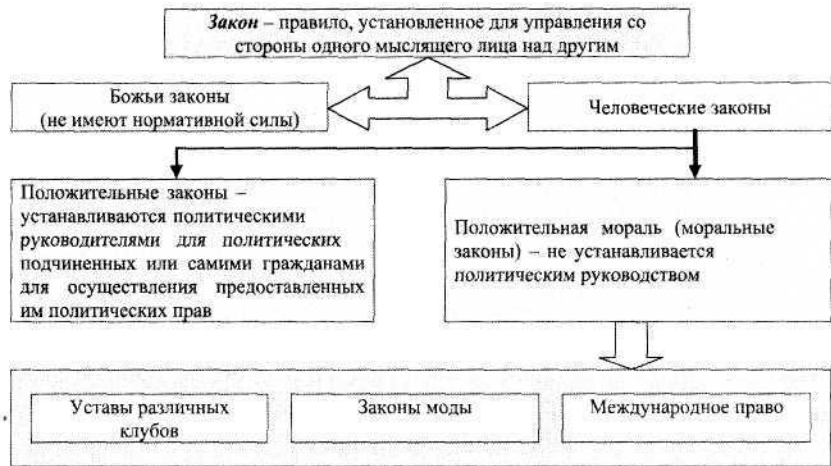 Закон – правило, установленное для управления со
стороны одного мыслящего лица над другим
Божьи законы
(не имеют нормативной силы)
Человеческие законы
Положительные законы –
устанавливаются политическими
руководителями для политических
подчиненных или самими гражданами
для осуществления предоставленных
им политических прав
Положительная мораль (моральные
законы) – не устанавливается
политическим руководством
Уставы различных
клубов
Законы моды
Международное право